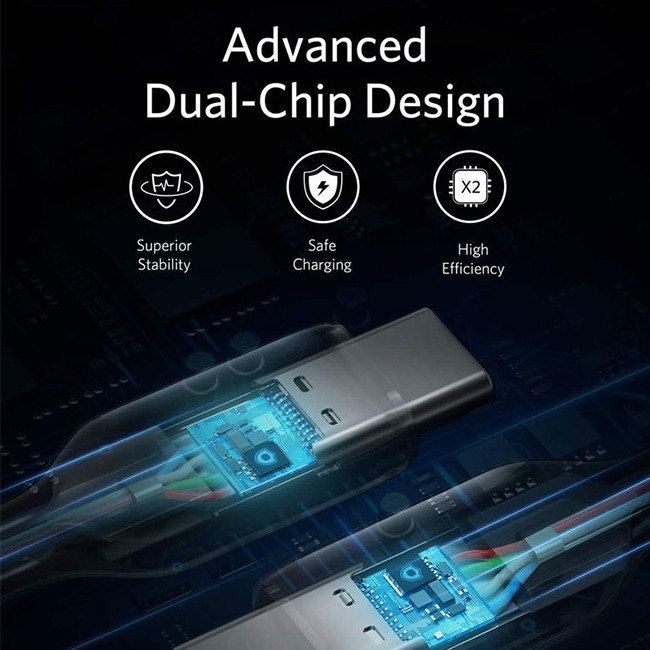 Advanced
Dual-Chip Design
X2
Superior
Stability
Safe
Charging
High
Efficiency